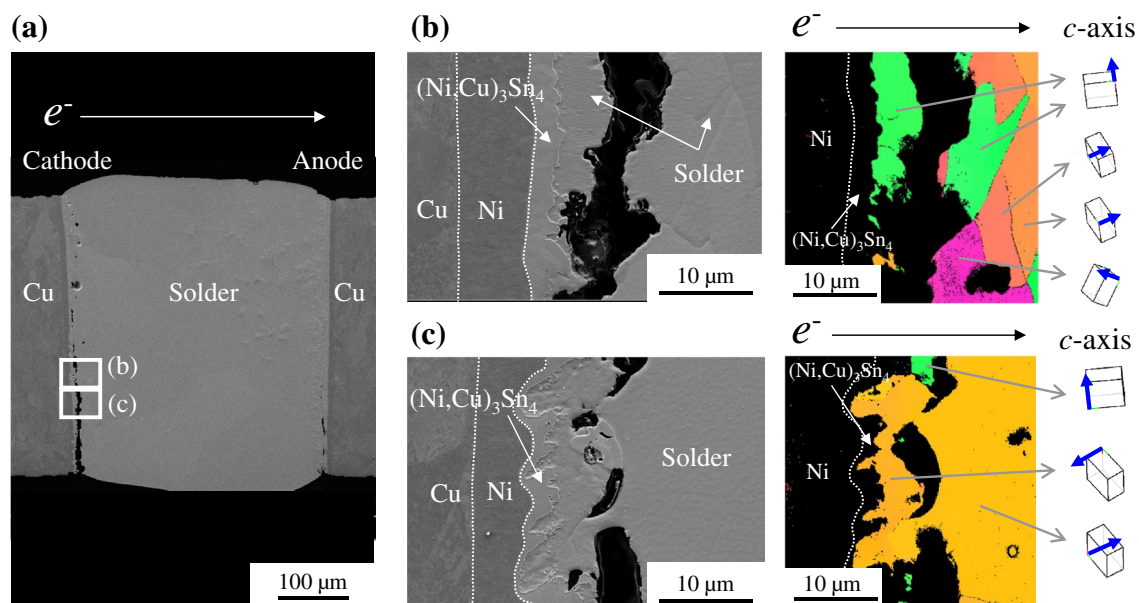 (a)
e-
Cathode
Anode
Cu
Solder
Cu
(b)
(c)
100 μm
(b)
(Ni,Cu)3Sn4
Solder
Cu
Ni
10 μm
e-
c-axis
Ni
(Ni,Cu)3Sn4
10 μm
(c)
(Ni,Cu)3Sn4
Solder
Cu
Ni
10 μm
e-
c-axis
(Ni,Cu)3Sn4
Ni
10 μm